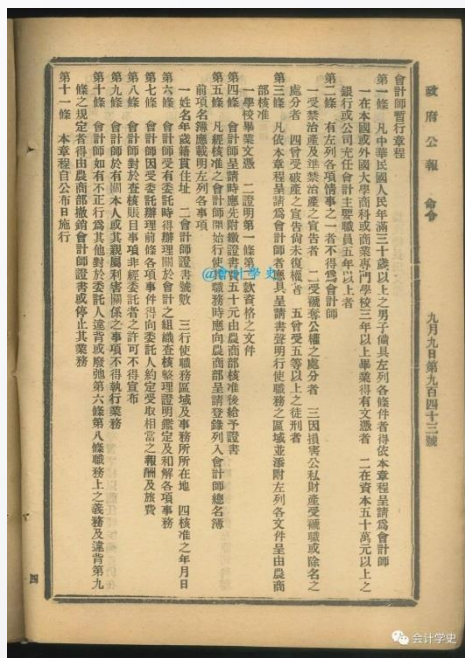 政府公報　命令　九月九日第九百四十三號
會計師暫行章程
第一條　凡中華民國人民年滿三十歲以上之男子備具左列各條件者得依本章程呈請為會計師
一在本國或外國大學商科或商業專門學校三年以上畢業得有文憑者　二在資本五十萬元以上之
銀行或公司充任會計主要職員五年以上者
第二條　有左列各項情事之一者不得為會計師
一受禁治產及準禁治產之宣告者　二受褫奪公權之處分者　三因損害公私財產受褫職或除名之
處分者　四曾受破產之宣告尚未復權者　五曾受五等以上之徒刑者
第三條　凡依本章程呈請為會計師者應具呈請書聲明行使職務之區域並添附左列各文件呈由農商
部核准
一學校畢業文憑　二證明第一條第二款資格之文件
第四條　會計師呈請時應先附繳證書費五十元由農商部核准後給予證書
第五條　凡經核准之會計師開始行使職務時應向農商部呈請登錄列入會計師總名簿
前項名簿應載明左列各事項
一姓名年歲籍貫住址　二會計師證書號數　三行使職務區域及事務所所在地　四核准之年月日
第六條　會計師受有委託時得辦理關於會計之組織查核整理證明鑑定及和解各項事務
第七條　會計師因受委託辦理前條各項事件得向委託人約定受取相當之報酬及旅費
第八條　會計師對於查核賬目事項非經委託者之許可不得宣布
第九條　會計師於有關本人或其親屬利害關係之事項不得執行業務
第十條　會計師如有不正行為其他對於委託人違背或廢弛第六條第八條職務上之義務及違背第九
條之規定者得由農商部撤銷會計師證書或停止其業務
第十一條　本章程自公布日施行
四
@會计学史
会计学史